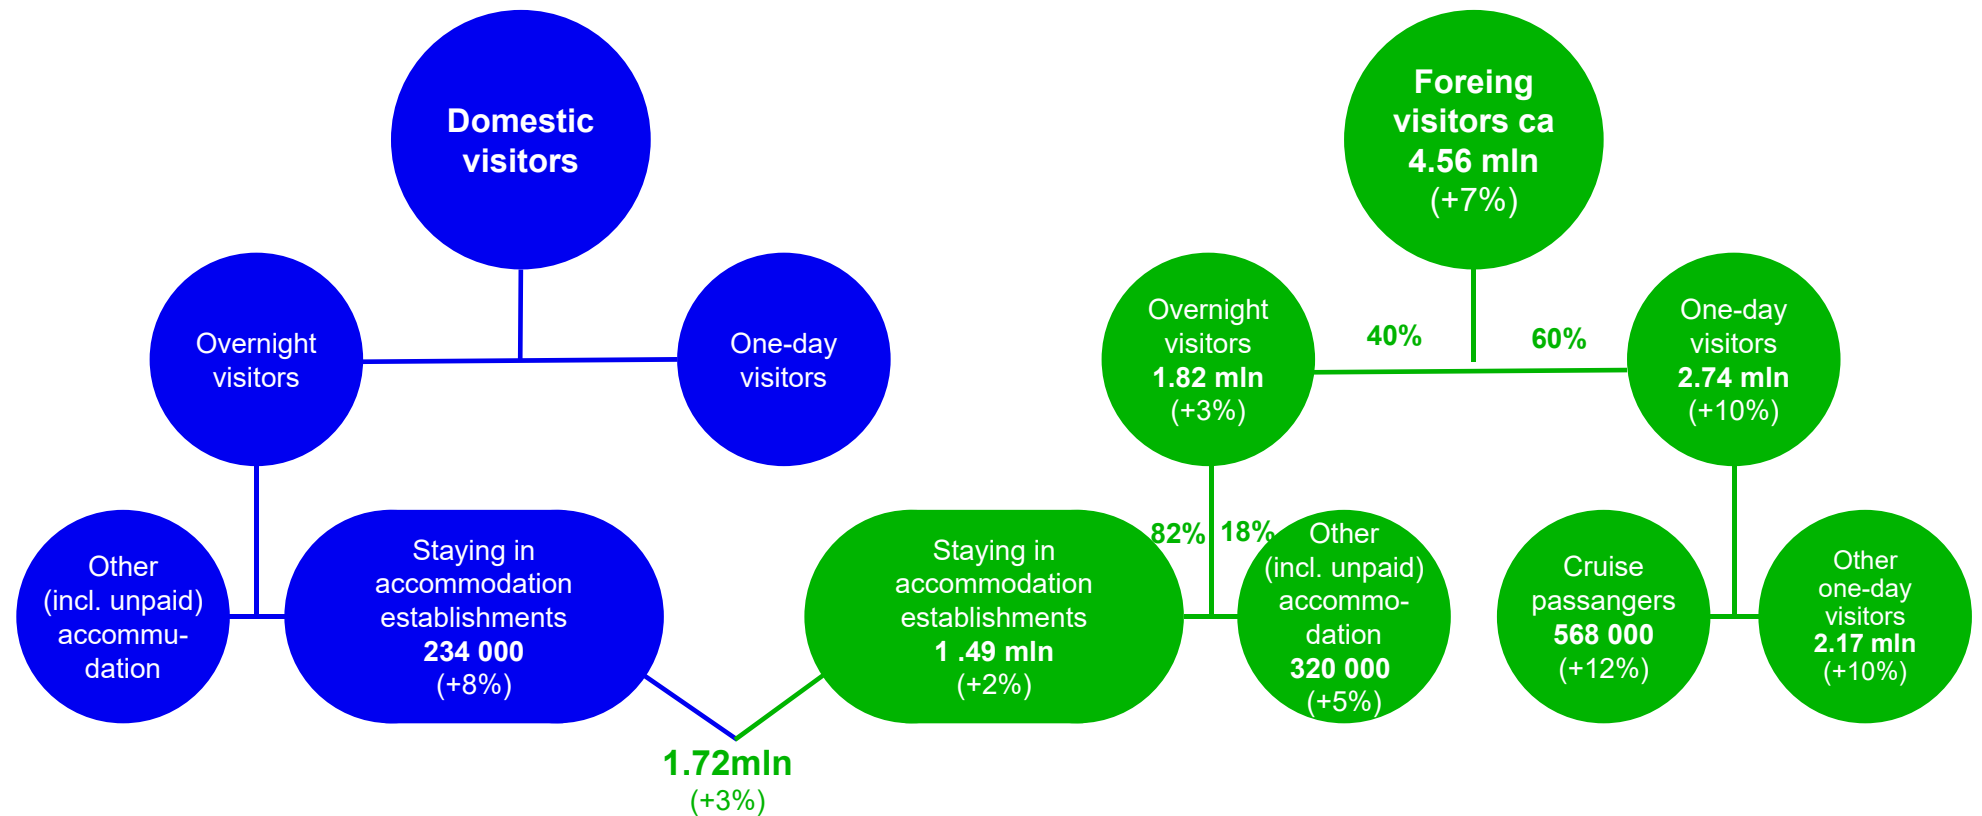 Domestic
visitors
Foreing
visitors ca
4.56 mln
(+7%)
Overnight
visitors
One-day
visitors
Overnight
visitors
1.82 mln
(+3%)
40%
60%
One-day
visitors
2.74 mln
(+10%)
Other
(incl. unpaid)
accommu-
dation
Staying in
accommodation
establishments
234 000
(+8%)
Staying in
accommodation
establishments
1 .49 mln
(+2%)
82%
18%
Other
(incl. unpaid)
accommo-
dation
320 000
(+5%)
Cruise
passangers
568 000
(+12%)
Other
one-day
visitors
2.17 mln
(+10%)
1.72mln
(+3%)